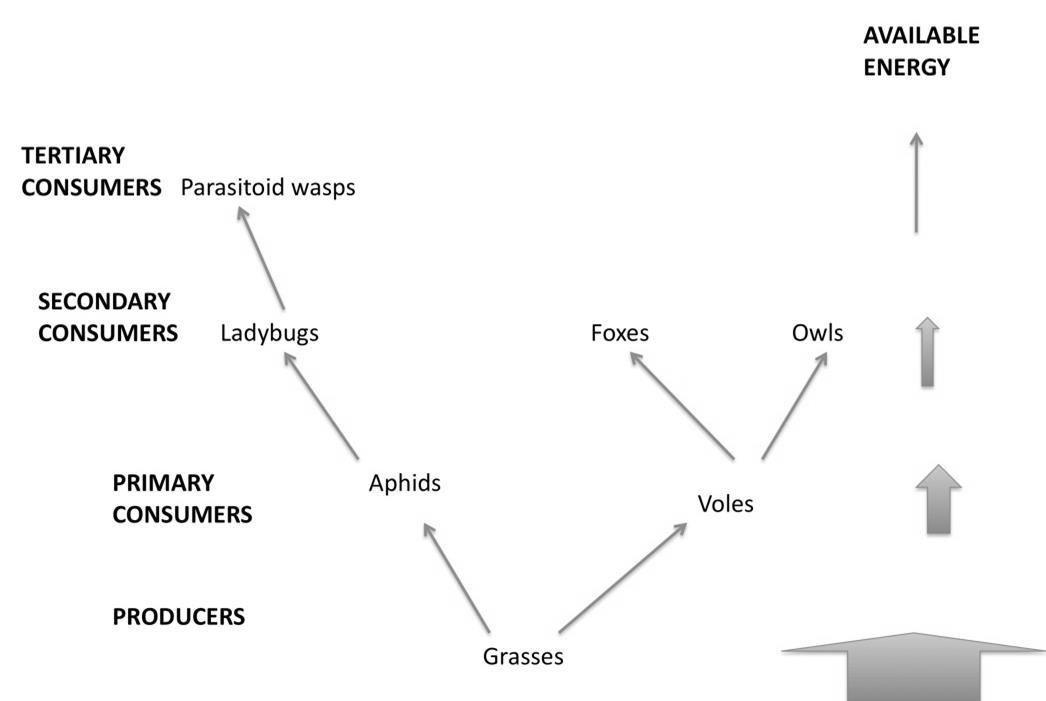 AVAILABLE
ENERGY
TERTIARY
CONSUMERS
Parasitoid wasps
SECONDARY
CONSUMERS
Ladybugs
Foxes
Owls
PRIMARY
CONSUMERS
Aphids
Voles
PRODUCERS
Grasses